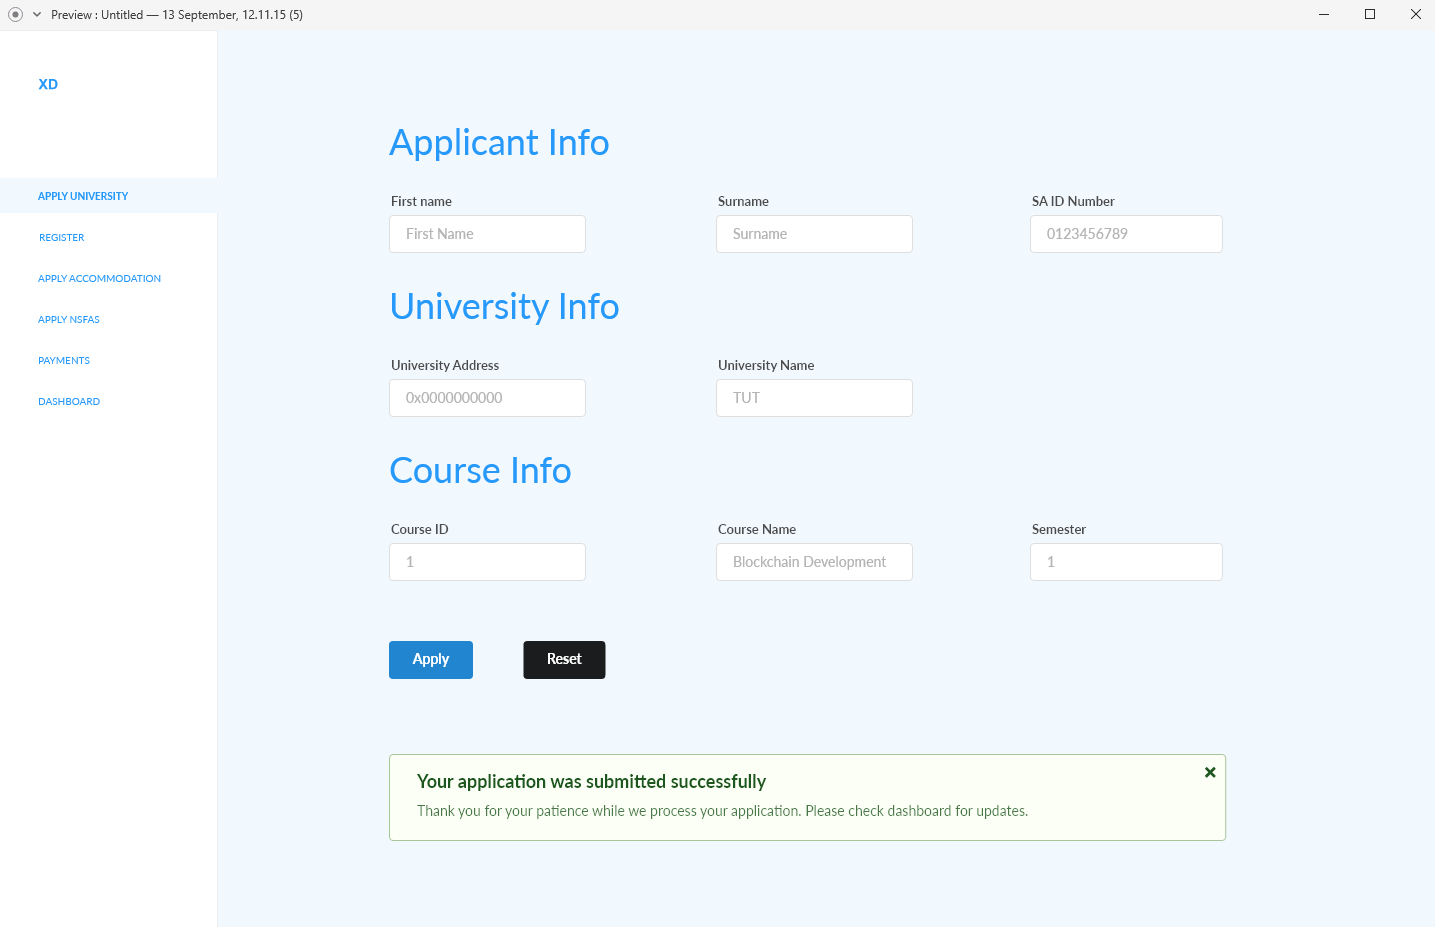 Preview : Untitled — 13 September, 12.11.15 (5)
XD
APPLY UNIVERSITY
REGISTER
APPLY ACCOMMODATION
APPLY NSFAS
PAYMENTS
DASHBOARD
Applicant Info
First name Surname SA ID Number
First Name Surname 0123456789
University Info
University Address University Name
0x0000000000 TUT
Course Info
Course ID Course Name Semester
1 Blockchain Development 1
Apply Reset
Your application was submitted successfully
Thank you for your patience while we process your application. Please check dashboard for updates.